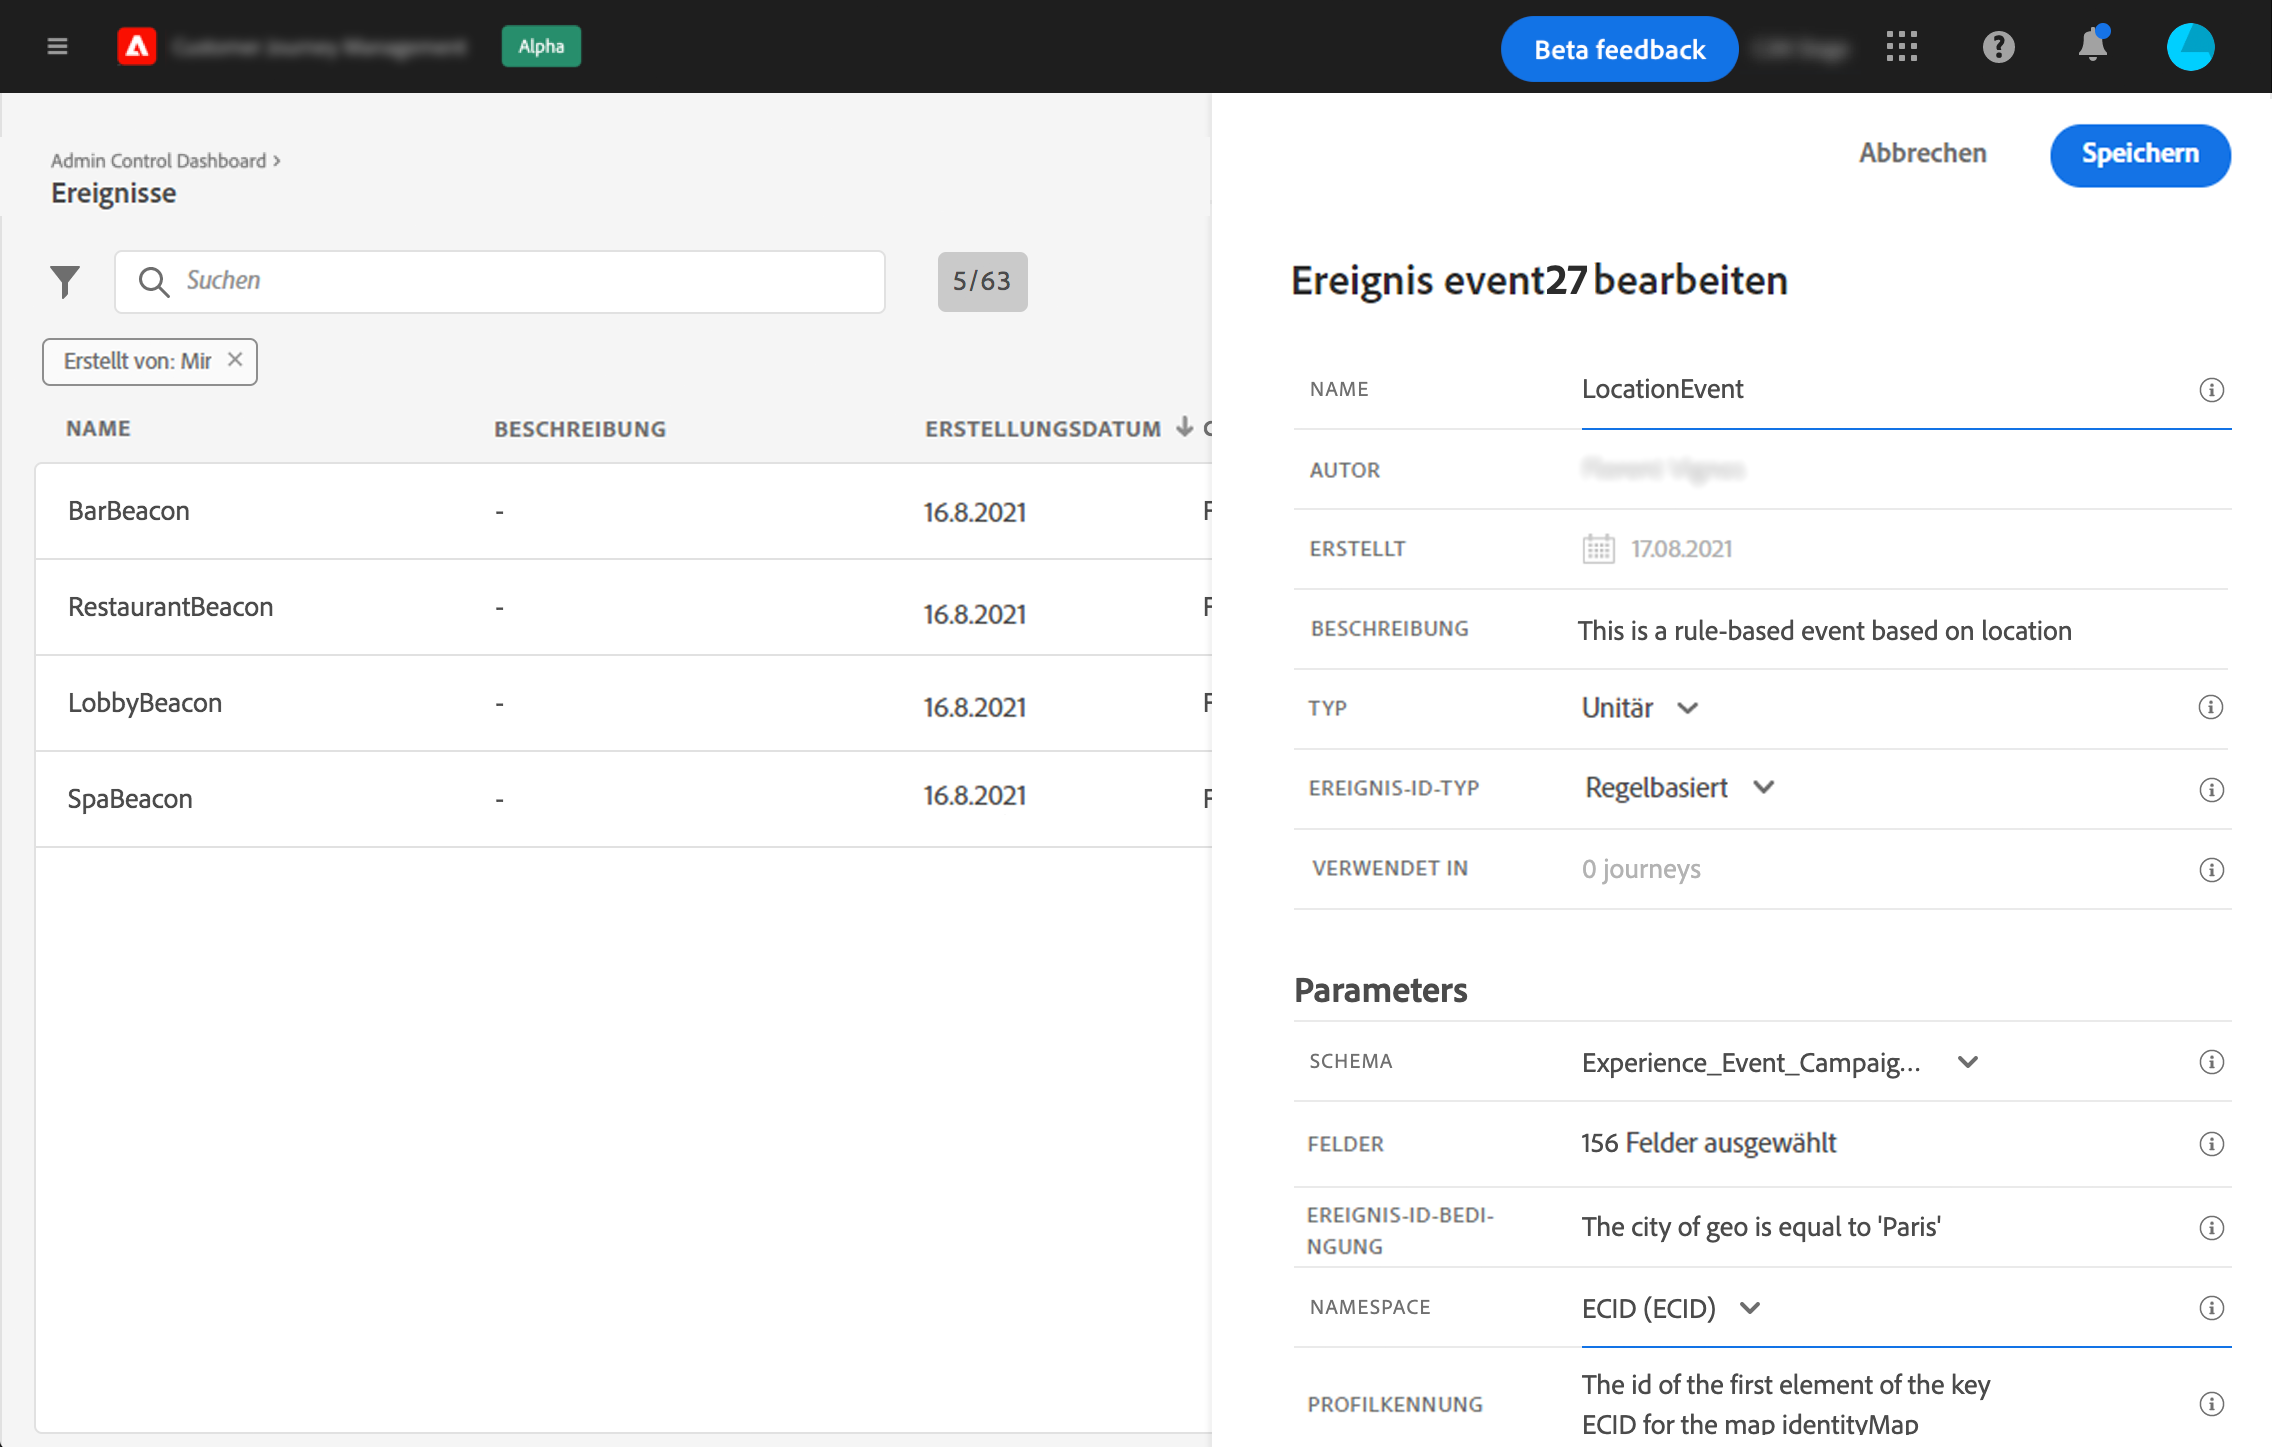 Alpha
Beta feedback
Admin Control Dashboard >
Ereignisse
Suchen
5/63
Erstellt von: Mir ×
NAME BESCHREIBUNG ERSTELLUNGSDATUM
BarBeacon - 16.8.2021
RestaurantBeacon - 16.8.2021
LobbyBeacon - 16.8.2021
SpaBeacon - 16.8.2021
Abbrechen Speichern
Ereignis event27 bearbeiten
NAME LocationEvent
AUTOR
ERSTELLT 17.08.2021
BESCHREIBUNG This is a rule-based event based on location
TYP Unitär
EREIGNIS-ID-TYP Regelbasiert
VERWENDET IN 0 journeys
Parameters
SCHEMA Experience_Event_Campaig...
FELDER 156 Felder ausgewählt
EREIGNIS-ID-BEDI-
NGUNG
The city of geo is equal to 'Paris'
NAMESPACE ECID (ECID)
PROFILKENNUNG
The id of the first element of the key
ECID for the map identityMap